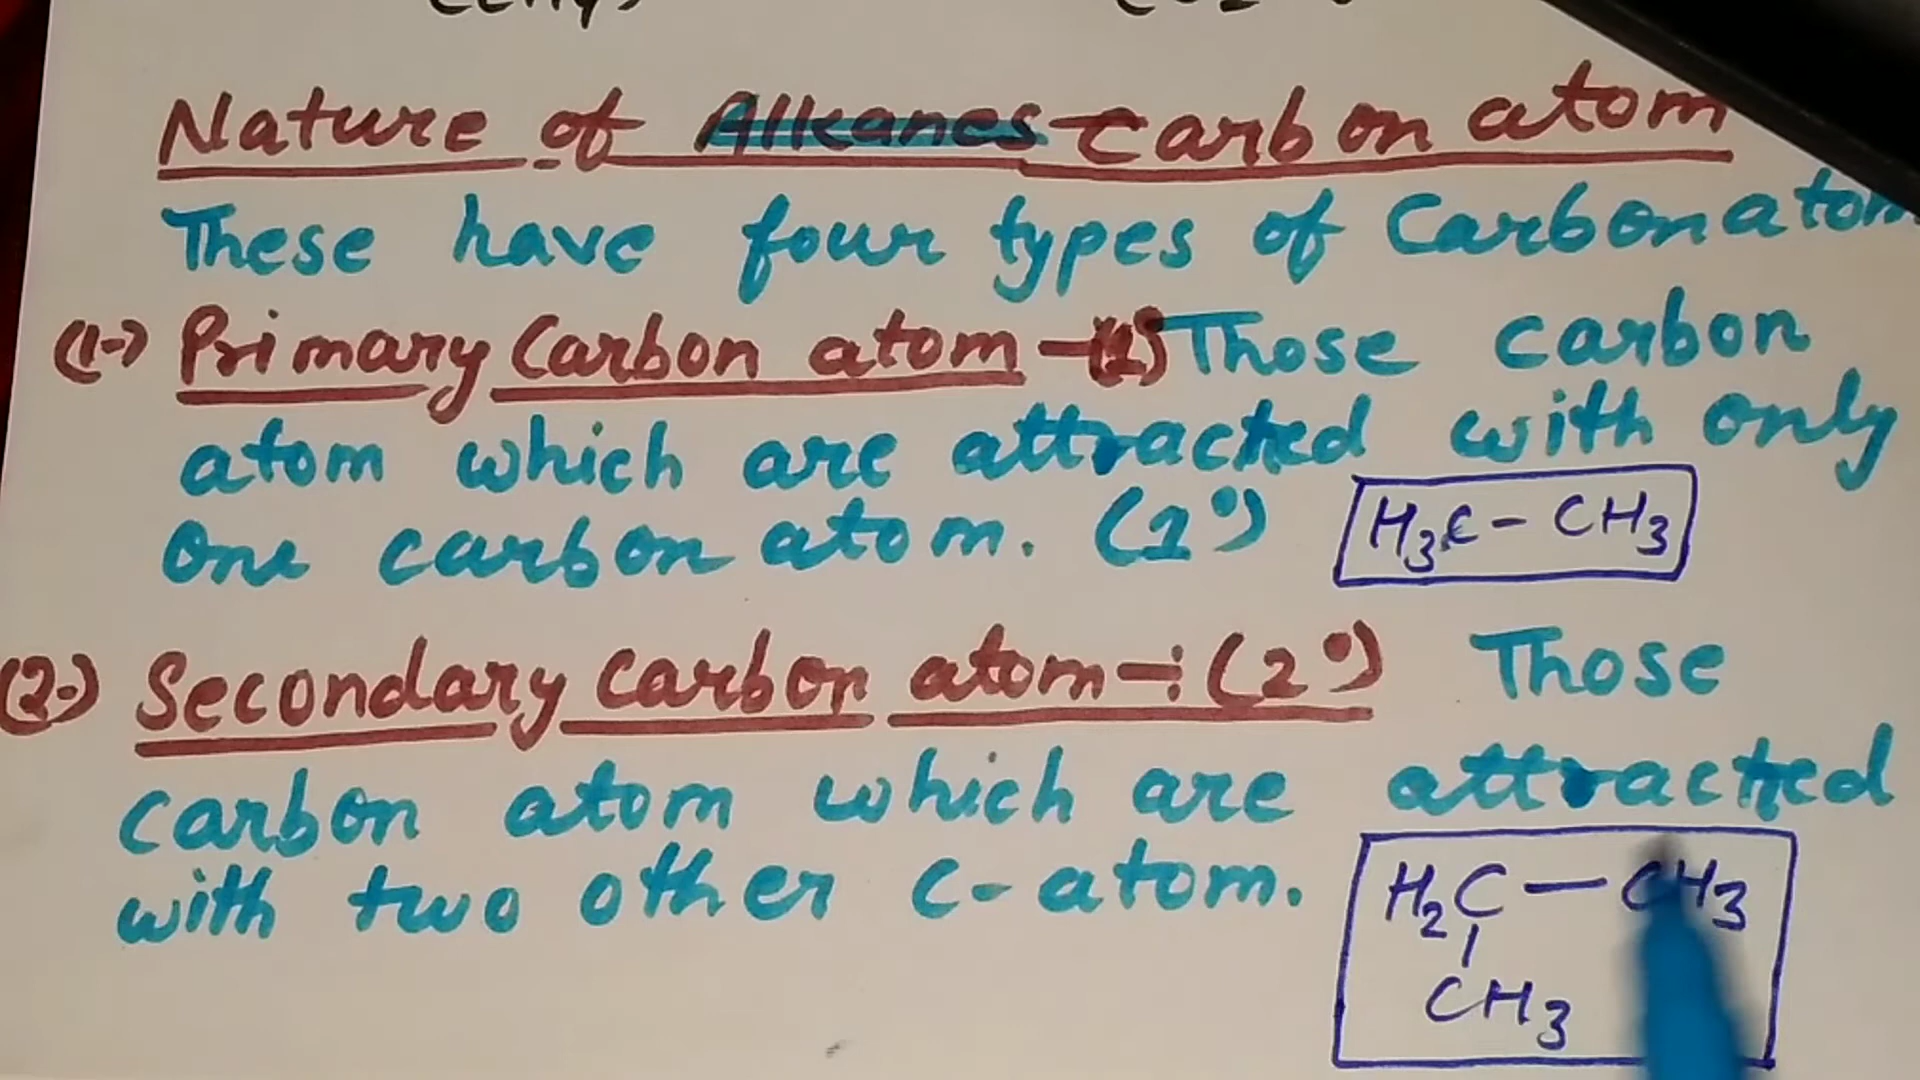 Nature of Alkanes Carbon atom
These have four types of Carbon atom
(1-) Primary Carbon atom - (1°) Those carbon
atom which are attracted with only
one carbon atom. (1°) H3C - CH3
(2-) Secondary carbon atom -: (2°) Those
carbon atom which are attracted
with two other C-atom.
H2C — CH3
CH3